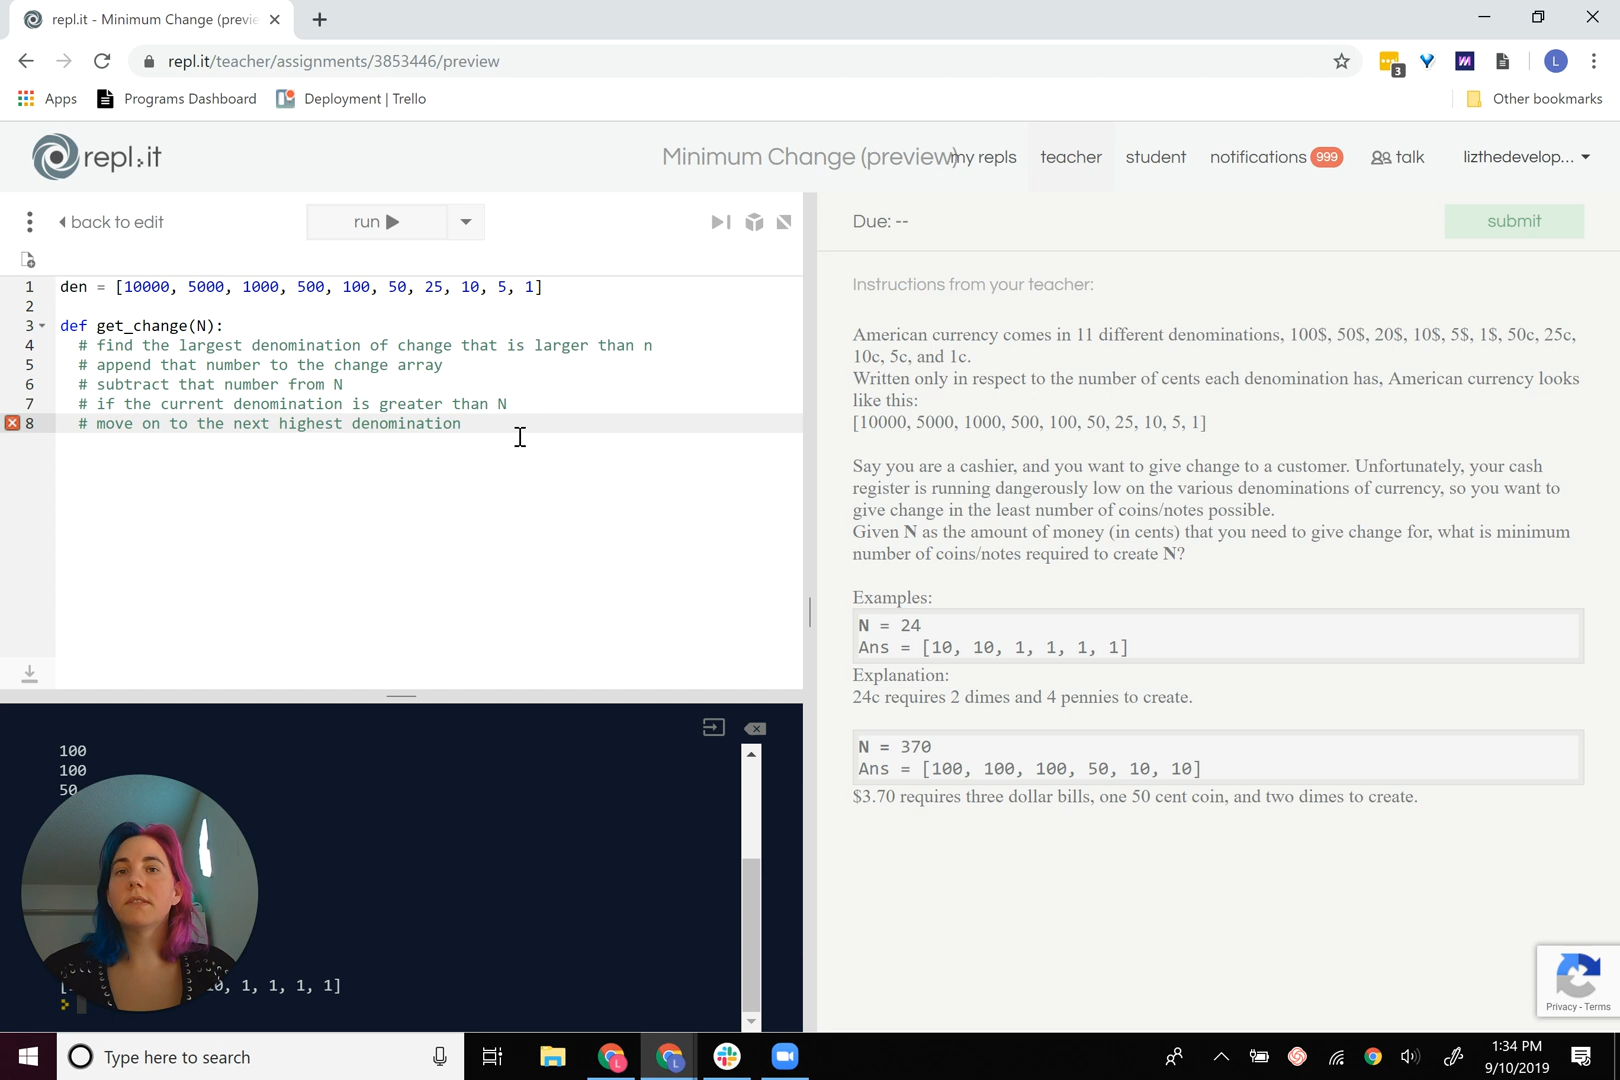 repl.it - Minimum Change (previe
repl.it/teacher/assignments/3853446/preview
3
L
Apps
Programs Dashboard
Deployment | Trello
Other bookmarks
repl.it
Minimum Change (preview)
my repls
teacher
student
notifications 999
talk
lizthedevelop...
back to edit
run
Due: --
submit
1 den = [10000, 5000, 1000, 500, 100, 50, 25, 10, 5, 1]
2
3 def get_change(N):
4 # find the largest denomination of change that is larger than n
5 # append that number to the change array
6 # subtract that number from N
7 # if the current denomination is greater than N
8 # move on to the next highest denomination
Instructions from your teacher:
American currency comes in 11 different denominations, 100$, 50$, 20$, 10$, 5$, 1$, 50c, 25c,
10c, 5c, and 1c.
Written only in respect to the number of cents each denomination has, American currency looks
like this:
[10000, 5000, 1000, 500, 100, 50, 25, 10, 5, 1]
Say you are a cashier, and you want to give change to a customer. Unfortunately, your cash
register is running dangerously low on the various denominations of currency, so you want to
give change in the least number of coins/notes possible.
Given N as the amount of money (in cents) that you need to give change for, what is minimum
number of coins/notes required to create N?
Examples:
N = 24
Ans = [10, 10, 1, 1, 1, 1]
Explanation:
24c requires 2 dimes and 4 pennies to create.
N = 370
Ans = [100, 100, 100, 50, 10, 10]
$3.70 requires three dollar bills, one 50 cent coin, and two dimes to create.
100
100
50
[ 0, 1, 1, 1, 1]
Privacy - Terms
Type here to search
L
L
1:34 PM
9/10/2019